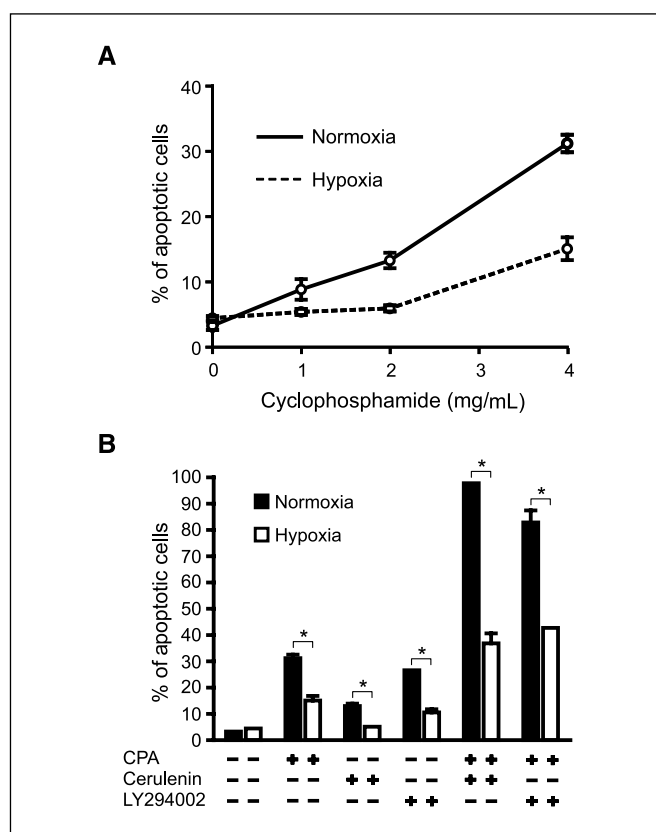 A
40
30
20
10
0
% of apoptotic cells
Normoxia
Hypoxia
0 1 2 3 4
Cyclophosphamide (mg/mL)
B
100
90
80
70
60
50
40
30
20
10
0
% of apoptotic cells
Normoxia
Hypoxia
* * * * *
CPA − − + + − − − − + + + +
Cerulenin − − − − + + − − + + − −
LY294002 − − − − − − + + − − + +